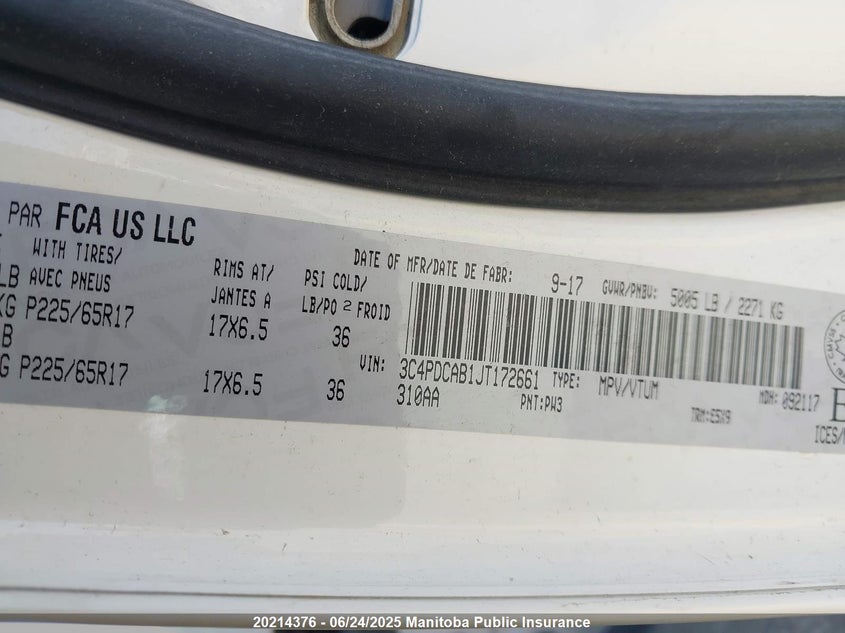 PAR FCA US LLC
WITH TIRES/
LB AVEC PNEUS
RIMS AT/
JANTES A
PSI COLD/
LB/PO 2 FROID
DATE OF MFR/DATE DE FABR: 9-17
GVWR/PNBV: 5005 LB / 2271 KG
KG P225/65R17 17X6.5 36
B
G P225/65R17 17X6.5 36
VIN: 3C4PDCAB1JT172661 TYPE: MPV/VTUM MDH: 092117
310AA PNT:PW3 TRM:E5X9
ICES/
20214376 - 06/24/2025 Manitoba Public Insurance